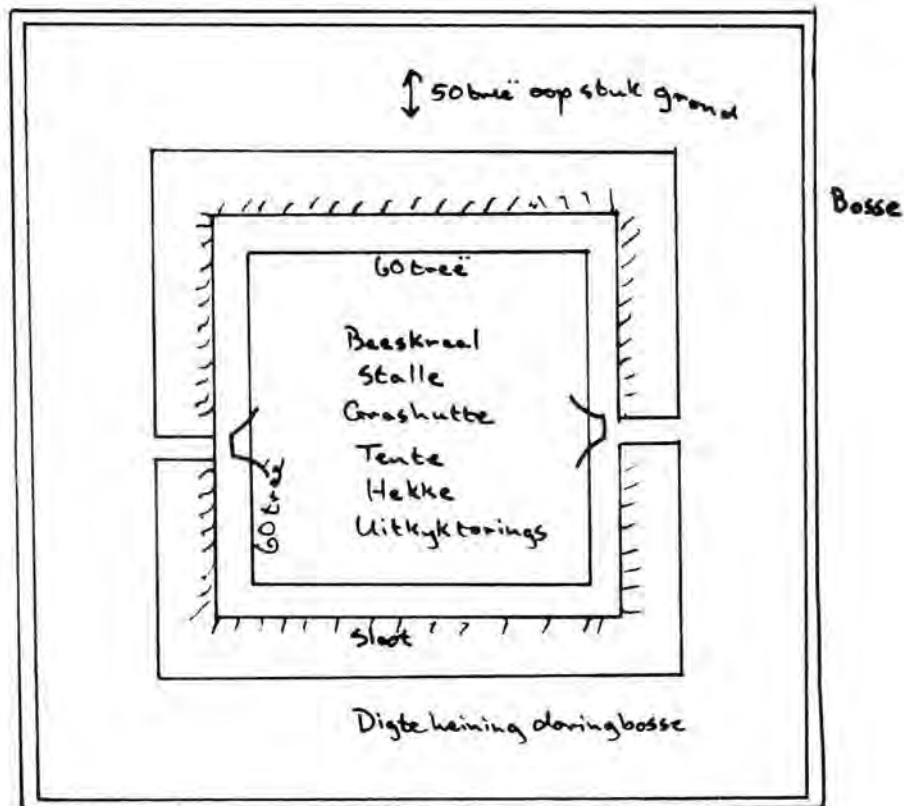 50 treë oop stuk grond
Bosse
60 treë
Beeskraal
Stalle
Grashutte
Tente
Hekke
Uitkyktorings
60 treë
Sloot
Digte heining doringbosse